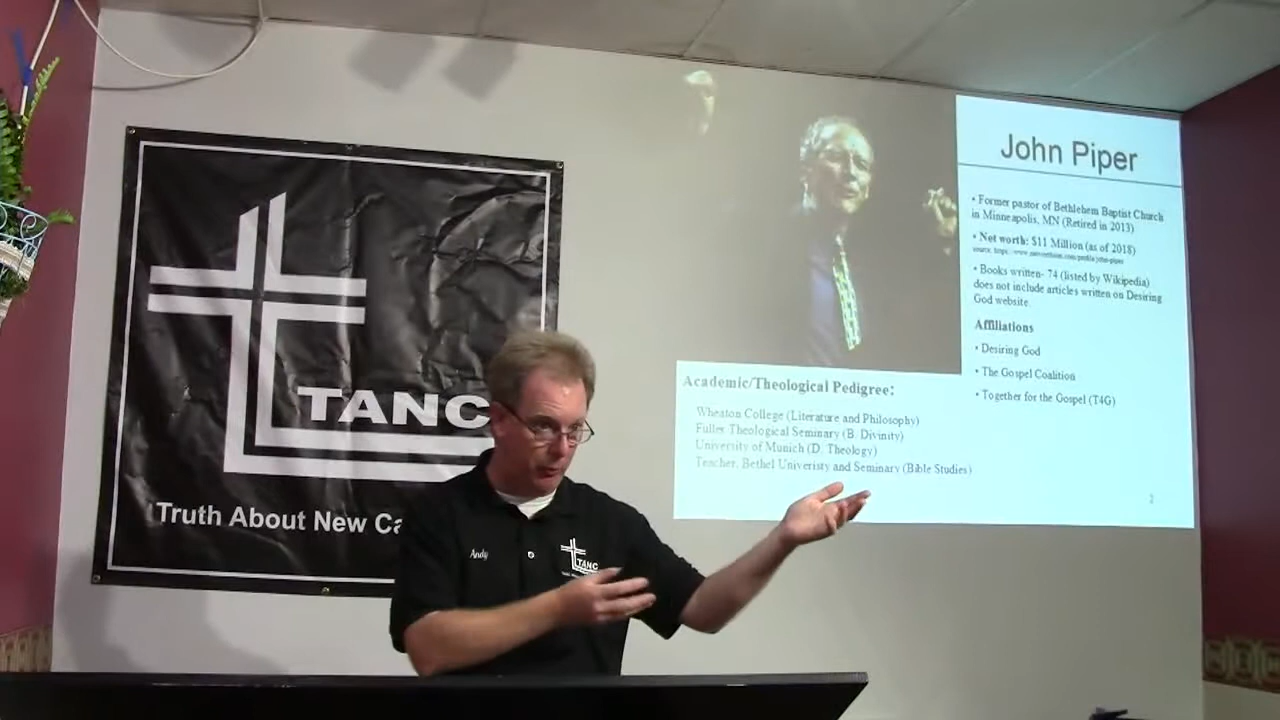 TANC
Truth About New Ca
Andy
TANC
John Piper
• Former pastor of Bethlehem Baptist Church
in Minneapolis, MN (Retired in 2013)
• Net worth: $11 Million (as of 2018)
• Books written- 74 (listed by Wikipedia)
does not include articles written on Desiring
God website.
Affiliations
• Desiring God
• The Gospel Coalition
• Together for the Gospel (T4G)
Academic/Theological Pedigree:
Wheaton College (Literature and Philosophy)
Fuller Theological Seminary (B. Divinity)
University of Munich (D. Theology)
Teacher, Bethel Univeristy and Seminary (Bible Studies)
2